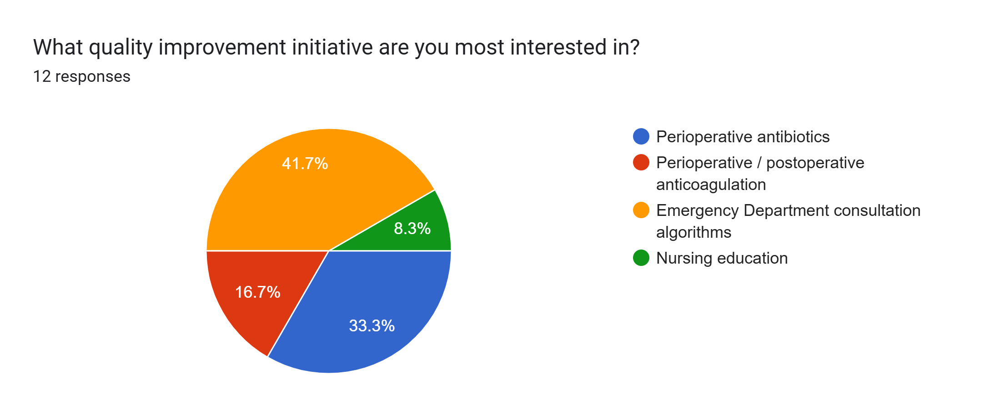 What quality improvement initiative are you most interested in?
12 responses
41.7%
8.3%
16.7%
33.3%
Perioperative antibiotics
Perioperative / postoperative
anticoagulation
Emergency Department consultation
algorithms
Nursing education